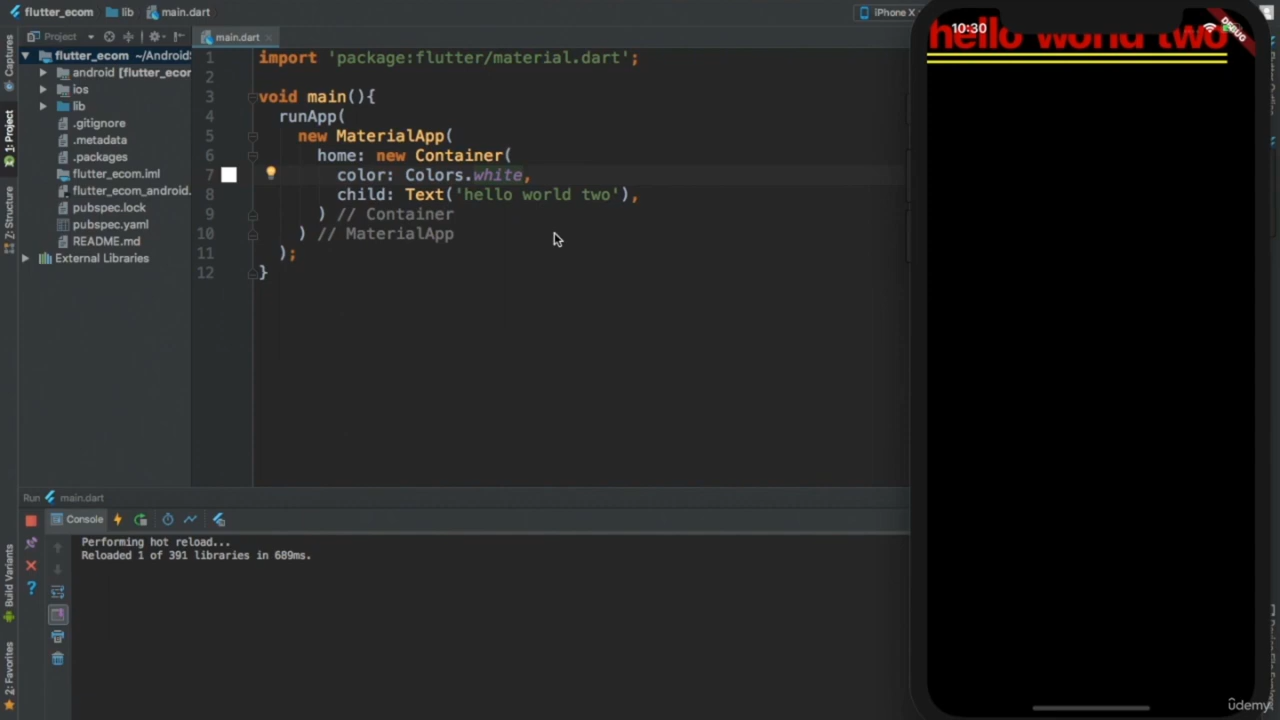 flutter_ecom lib main.dart
iPhone X
10:30
DEBUG
hello world two
Project
main.dart
flutter_ecom ~/AndroidS
android [flutter_ecom
ios
lib
.gitignore
.metadata
.packages
flutter_ecom.iml
flutter_ecom_android.
pubspec.lock
pubspec.yaml
README.md
External Libraries
Captures
1: Project
Z: Structure
Build Variants
2: Favorites
1 import 'package:flutter/material.dart';
2
3 void main(){
4 runApp(
5 new MaterialApp(
6 home: new Container(
7 color: Colors.white,
8 child: Text('hello world two'),
9 ) // Container
10 ) // MaterialApp
11 );
12 }
Run main.dart
Console
Performing hot reload...
Reloaded 1 of 391 libraries in 689ms.
ûdemy